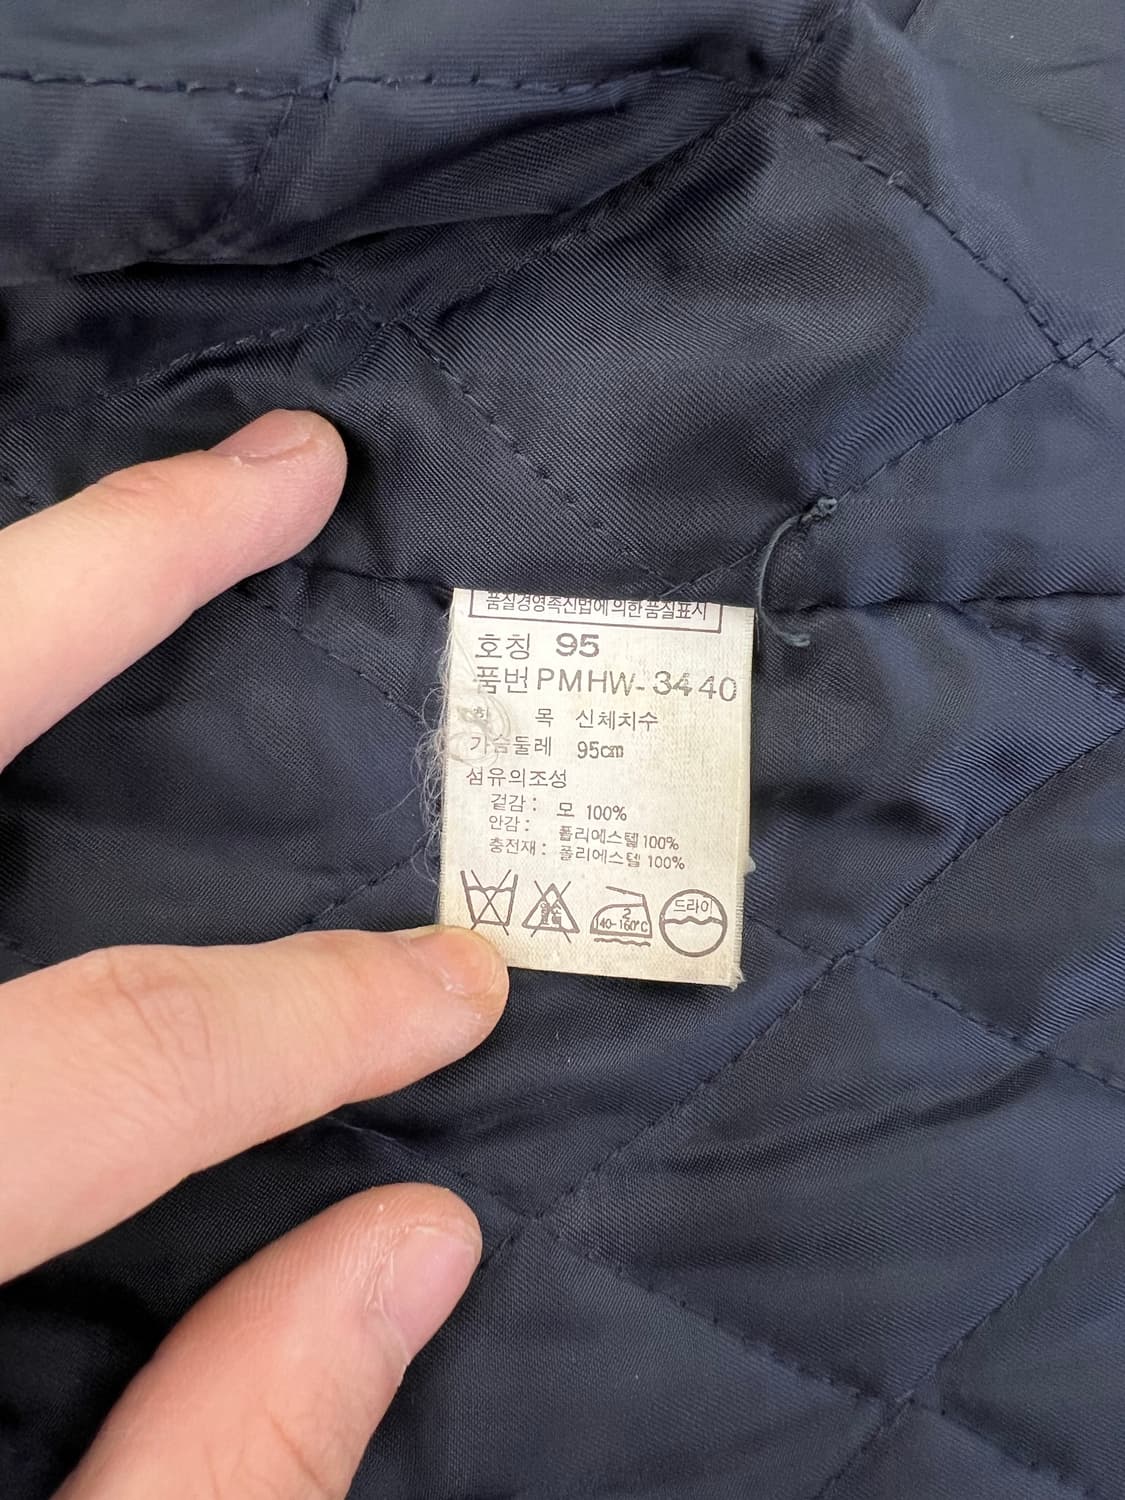 품질경영촉진법에 의한 품질표시
호칭 95
품번 PMHW-3440
항 목 신체치수
가슴둘레 95cm
섬유의조성
겉감: 모 100%
안감: 폴리에스텔 100%
충전재: 폴리에스텔 100%
2
140-160°C
드라이